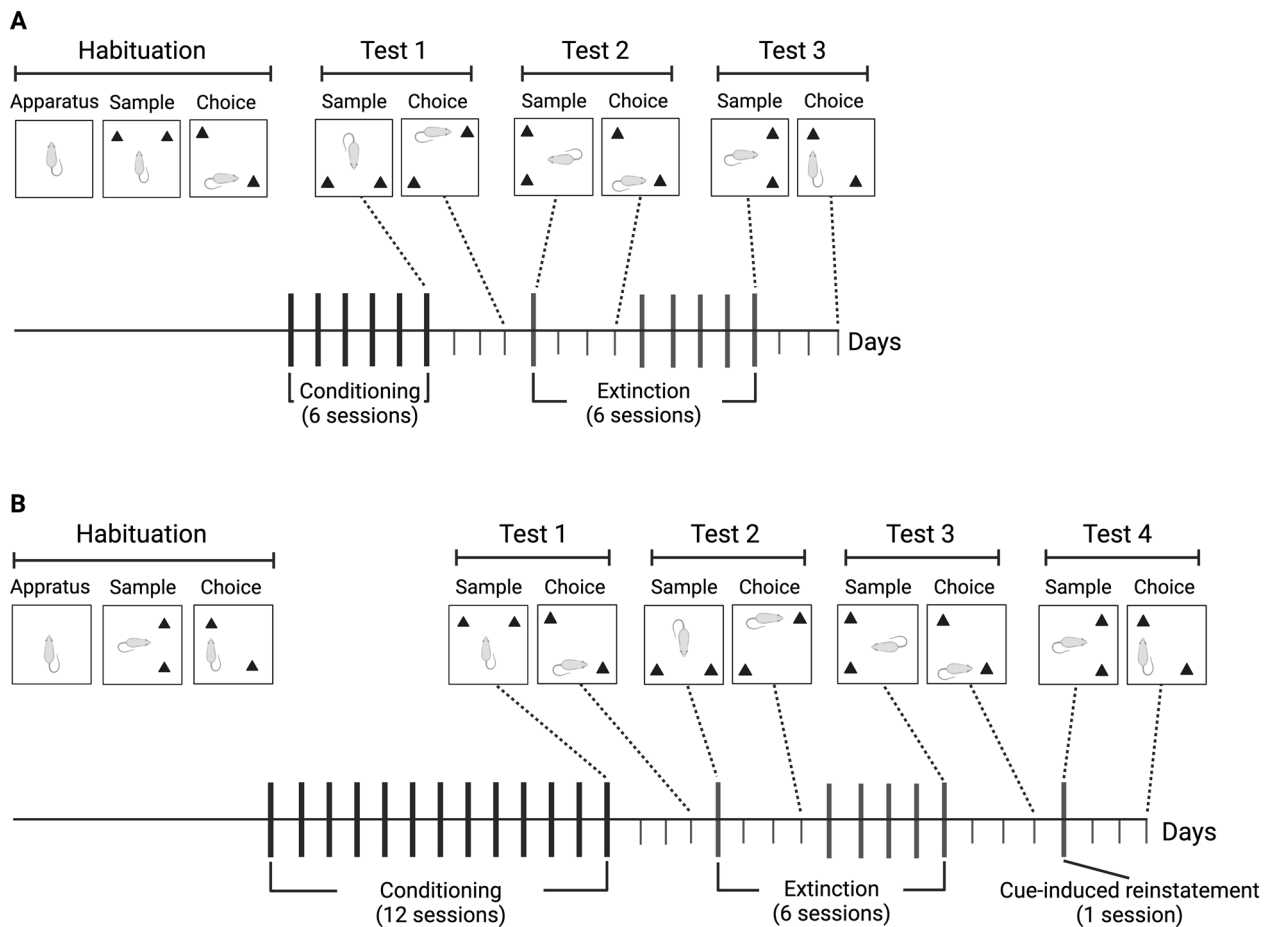 A
Habituation Test 1 Test 2 Test 3
Apparatus Sample Choice Sample Choice Sample Choice Sample Choice
Days
Conditioning
(6 sessions)
Extinction
(6 sessions)
B
Habituation Test 1 Test 2 Test 3 Test 4
Appratus Sample Choice Sample Choice Sample Choice Sample Choice Sample Choice
Days
Conditioning
(12 sessions)
Extinction
(6 sessions)
Cue-induced reinstatement
(1 session)